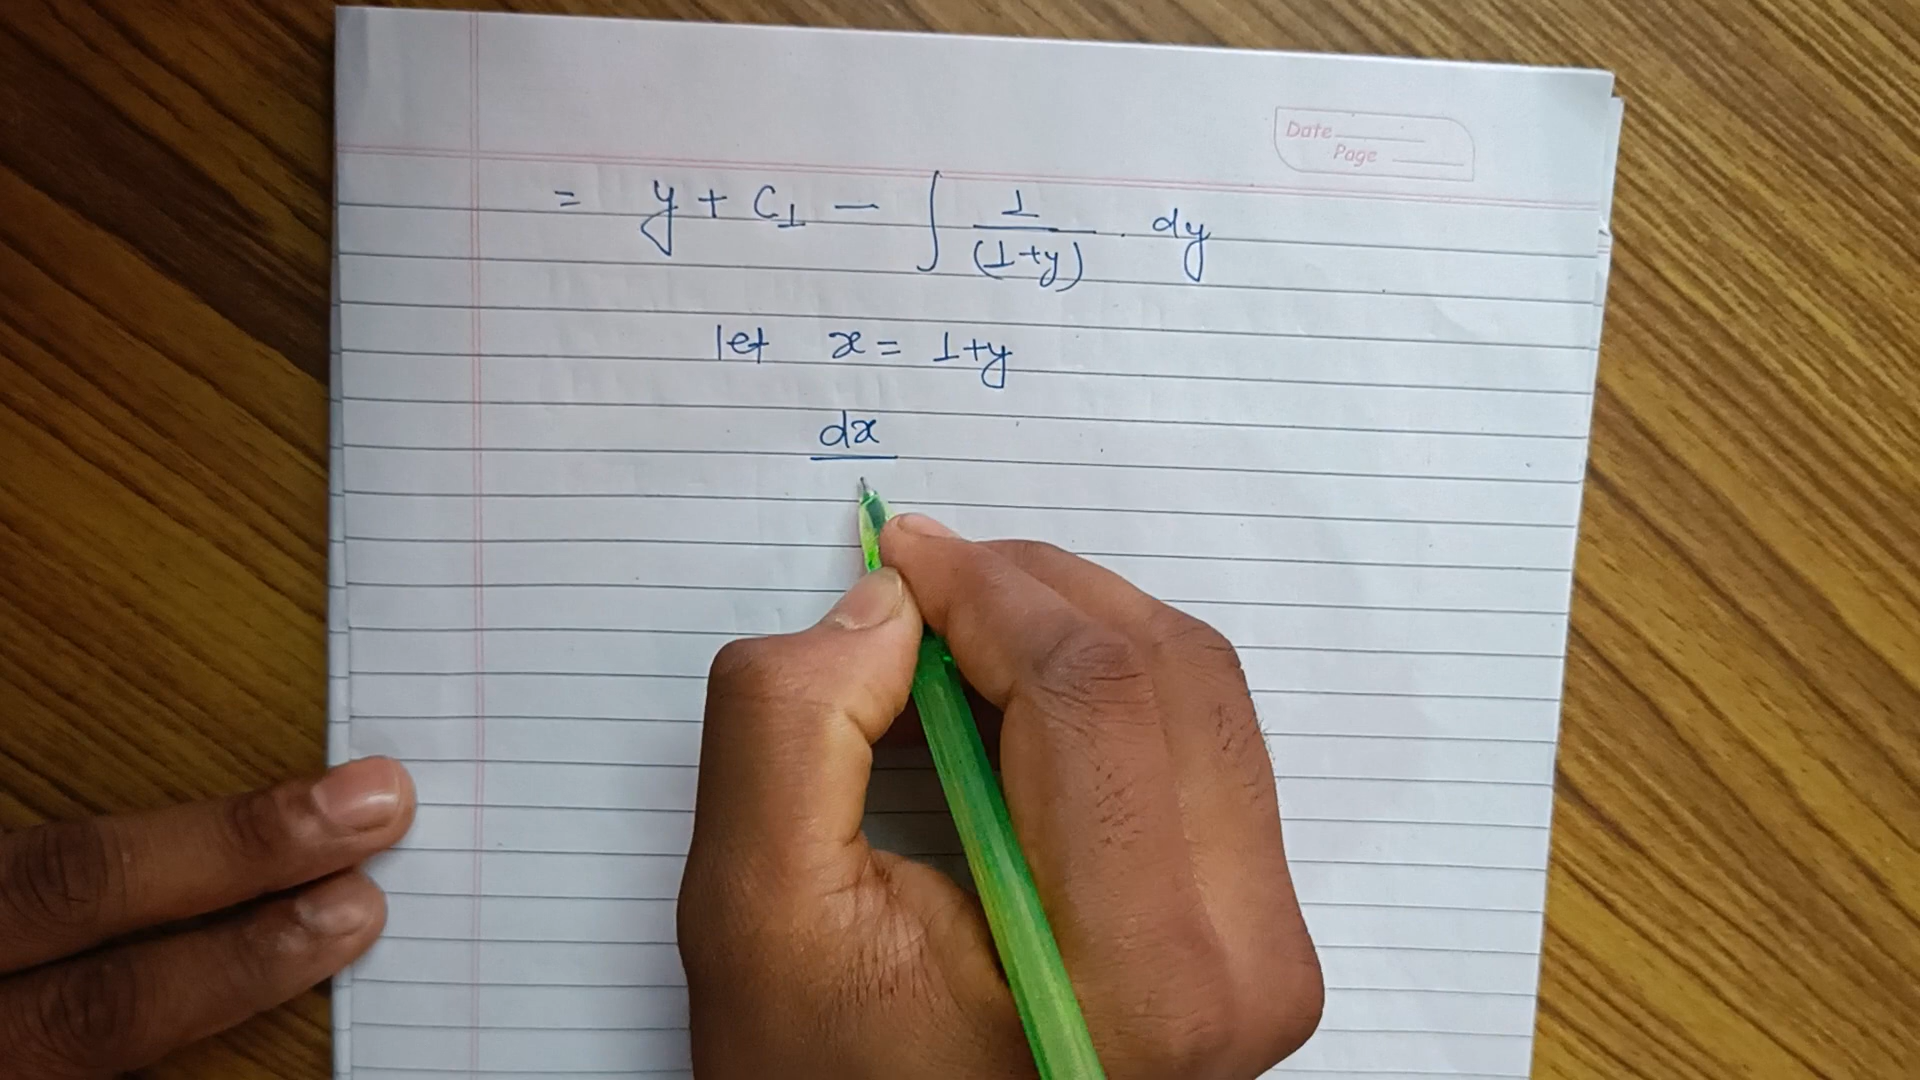 Date
Page
= y + C₁ − ∫ 1/(1+y) . dy
let x = 1+y
dx